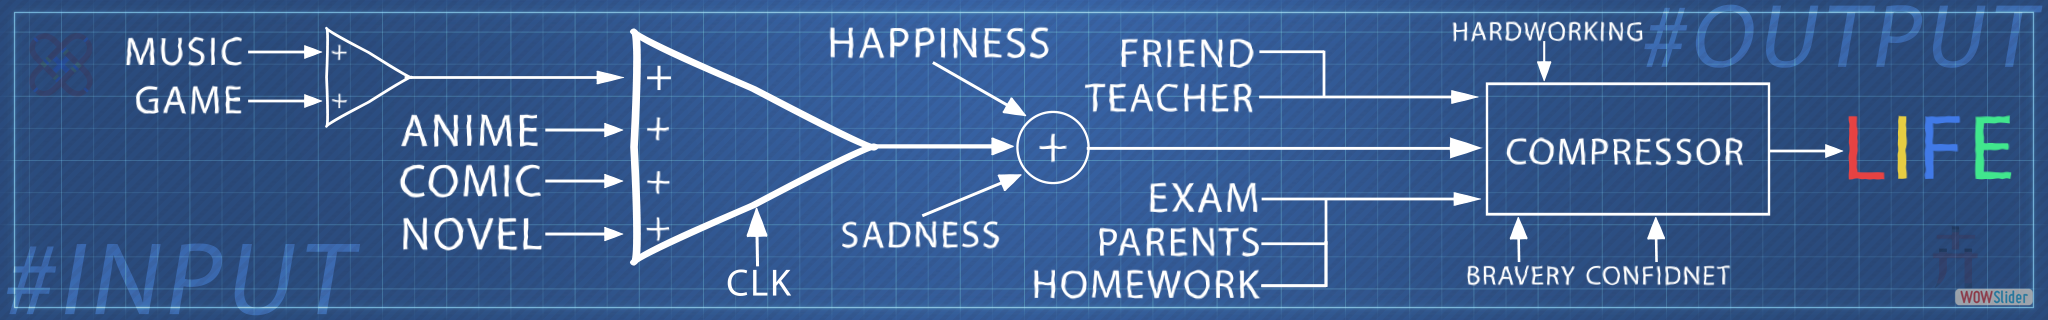 #INPUT
MUSIC
GAME
ANIME
COMIC
NOVEL
+
+
+
+
+
+
CLK
HAPPINESS
SADNESS
+
FRIEND
TEACHER
EXAM
PARENTS
HOMEWORK
HARDWORKING
COMPRESSOR
BRAVERY CONFIDNET
#OUTPUT
LIFE
WOWSlider